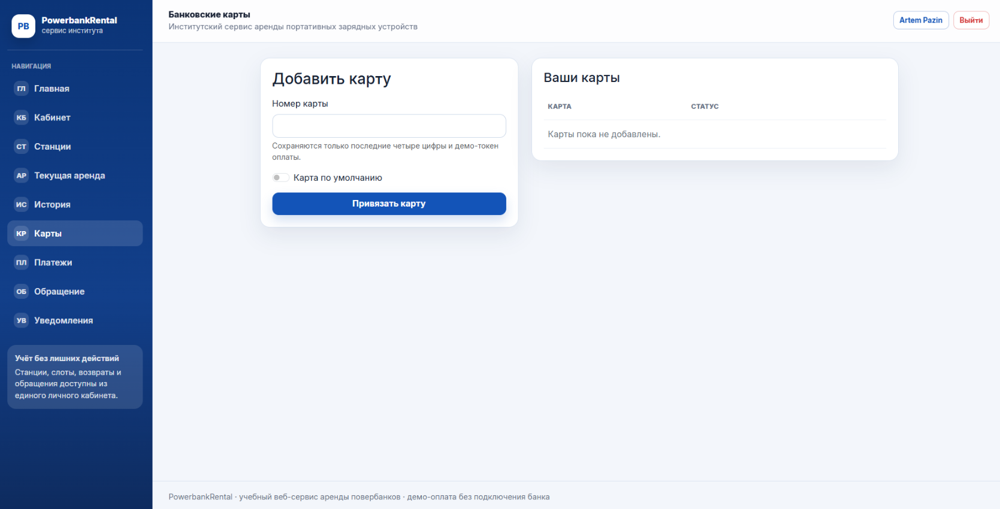 PB
PowerbankRental
сервис института
НАВИГАЦИЯ
ГЛ Главная
КБ Кабинет
СТ Станции
АР Текущая аренда
ИС История
КР Карты
ПЛ Платежи
ОБ Обращение
УВ Уведомления
Учёт без лишних действий
Станции, слоты, возвраты и
обращения доступны из
единого личного кабинета.
Банковские карты
Институтский сервис аренды портативных зарядных устройств
Artem Pazin
Выйти
Добавить карту
Номер карты
Сохраняются только последние четыре цифры и демо-токен
оплаты.
Карта по умолчанию
Привязать карту
Ваши карты
КАРТА СТАТУС
Карты пока не добавлены.
PowerbankRental · учебный веб-сервис аренды повербанков · демо-оплата без подключения банка